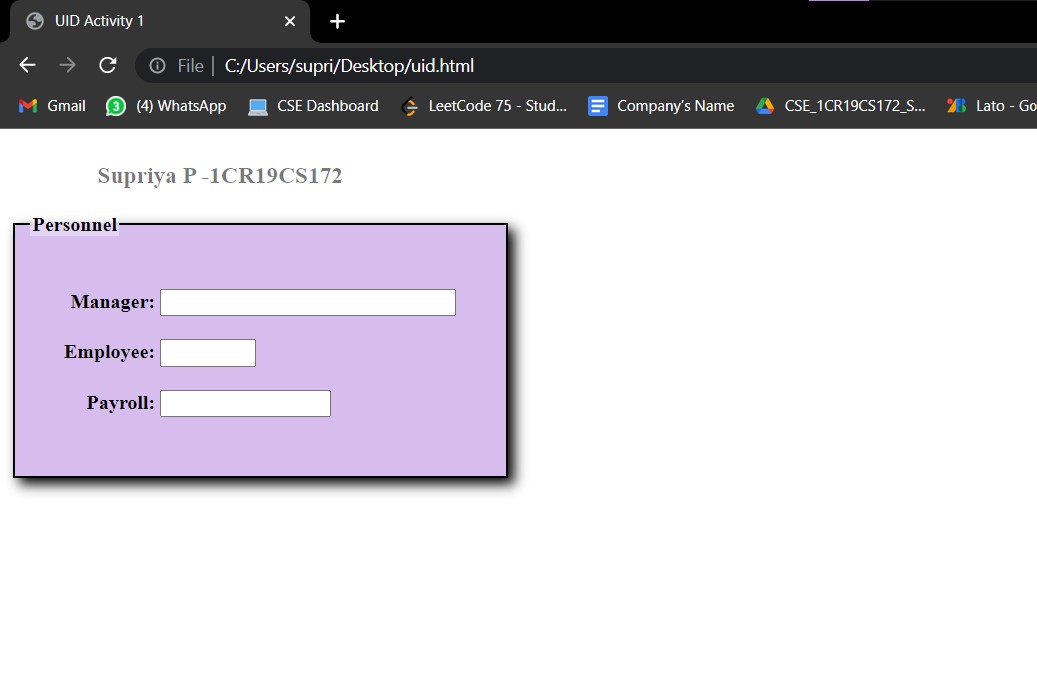 UID Activity 1
File C:/Users/supri/Desktop/uid.html
Gmail 3 (4) WhatsApp CSE Dashboard LeetCode 75 - Stud... Company's Name CSE_1CR19CS172_S... Lato - Go
Supriya P -1CR19CS172
Personnel
Manager:
Employee:
Payroll: